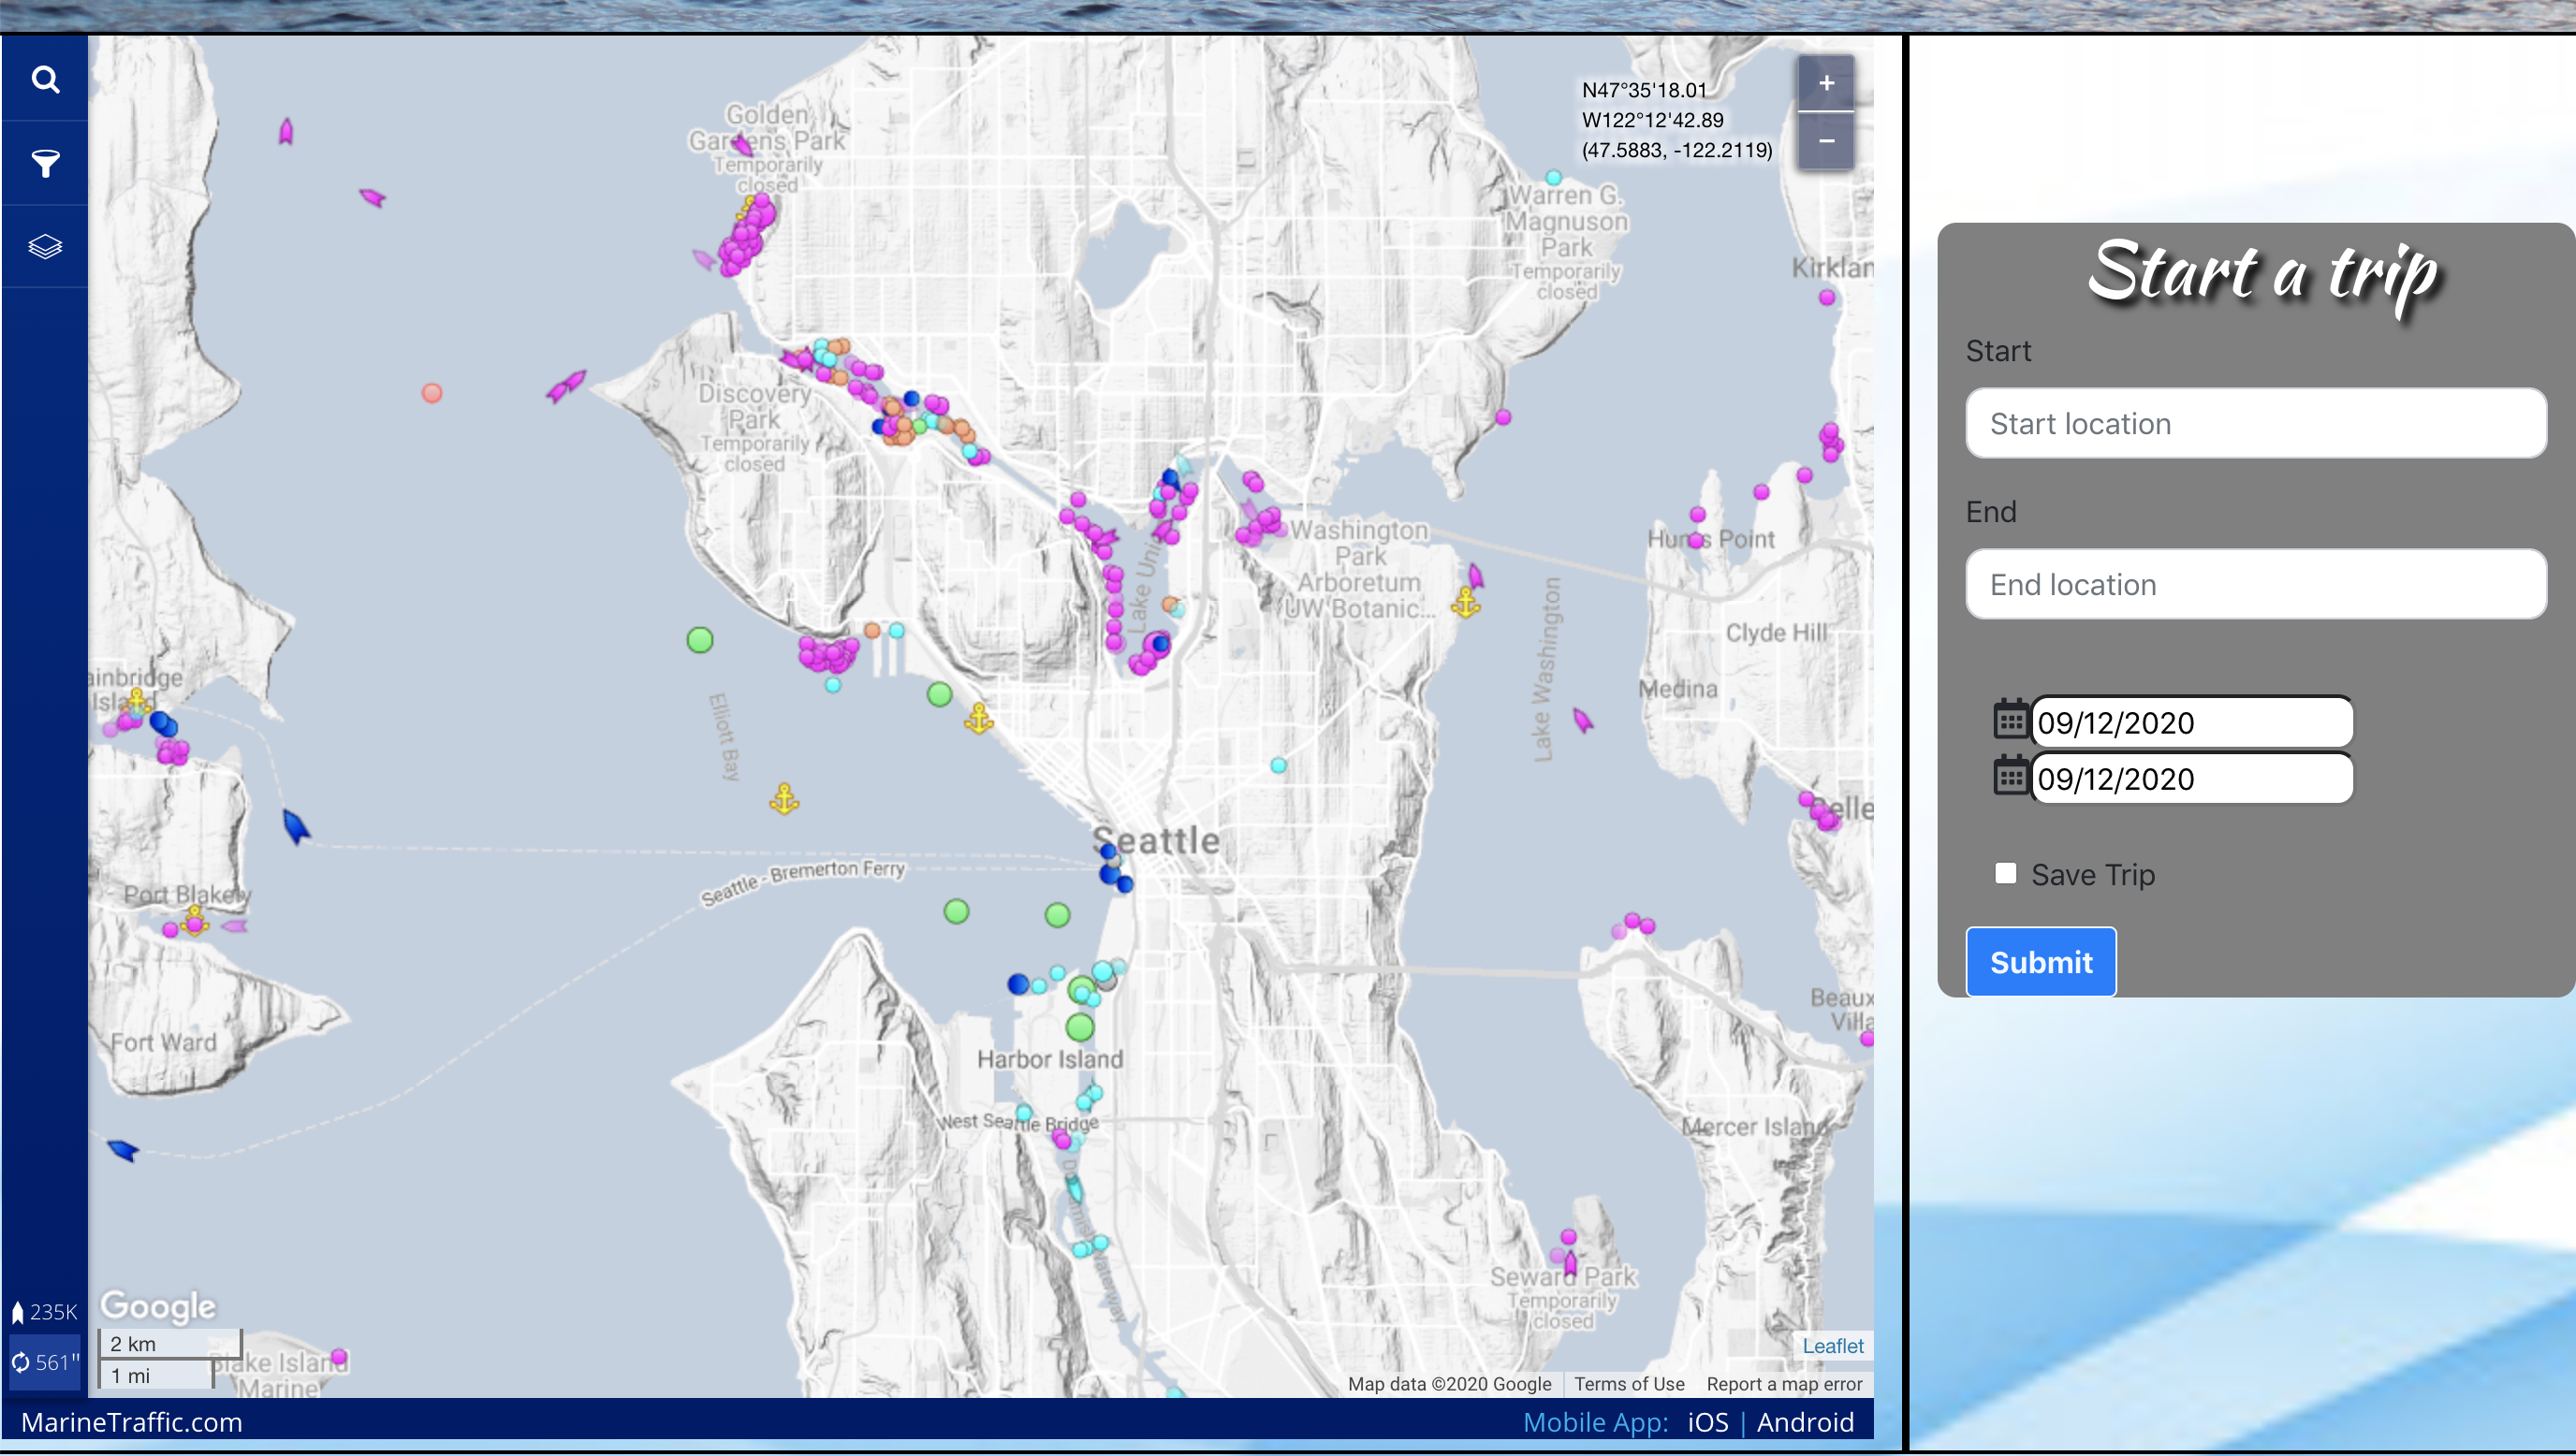 N47°35'18.01
W122°12'42.89
(47.5883, -122.2119)
+
−
Golden
Gardens Park
Temporarily
closed
Warren G.
Magnuson
Park
Temporarily
closed
Kirklan
Discovery
Park
Temporarily
closed
Washington
Park
Arboretum
UW Botanic...
Lake Unio
Hunts Point
Clyde Hill
Medina
Lake Washington
ainbridge
Island
Elliott Bay
Belle
Seattle
Seattle - Bremerton Ferry
Port Blakely
Fort Ward
Harbor Island
West Seattle Bridge
Beaux
Villa
Mercer Island
Waterway
Seward Park
Temporarily
closed
Blake Island
Marine
235K
561"
Google
2 km
1 mi
Leaflet
Map data ©2020 Google
Terms of Use
Report a map error
MarineTraffic.com
Mobile App: iOS | Android
Start a trip
Start
Start location
End
End location
09/12/2020
09/12/2020
Save Trip
Submit